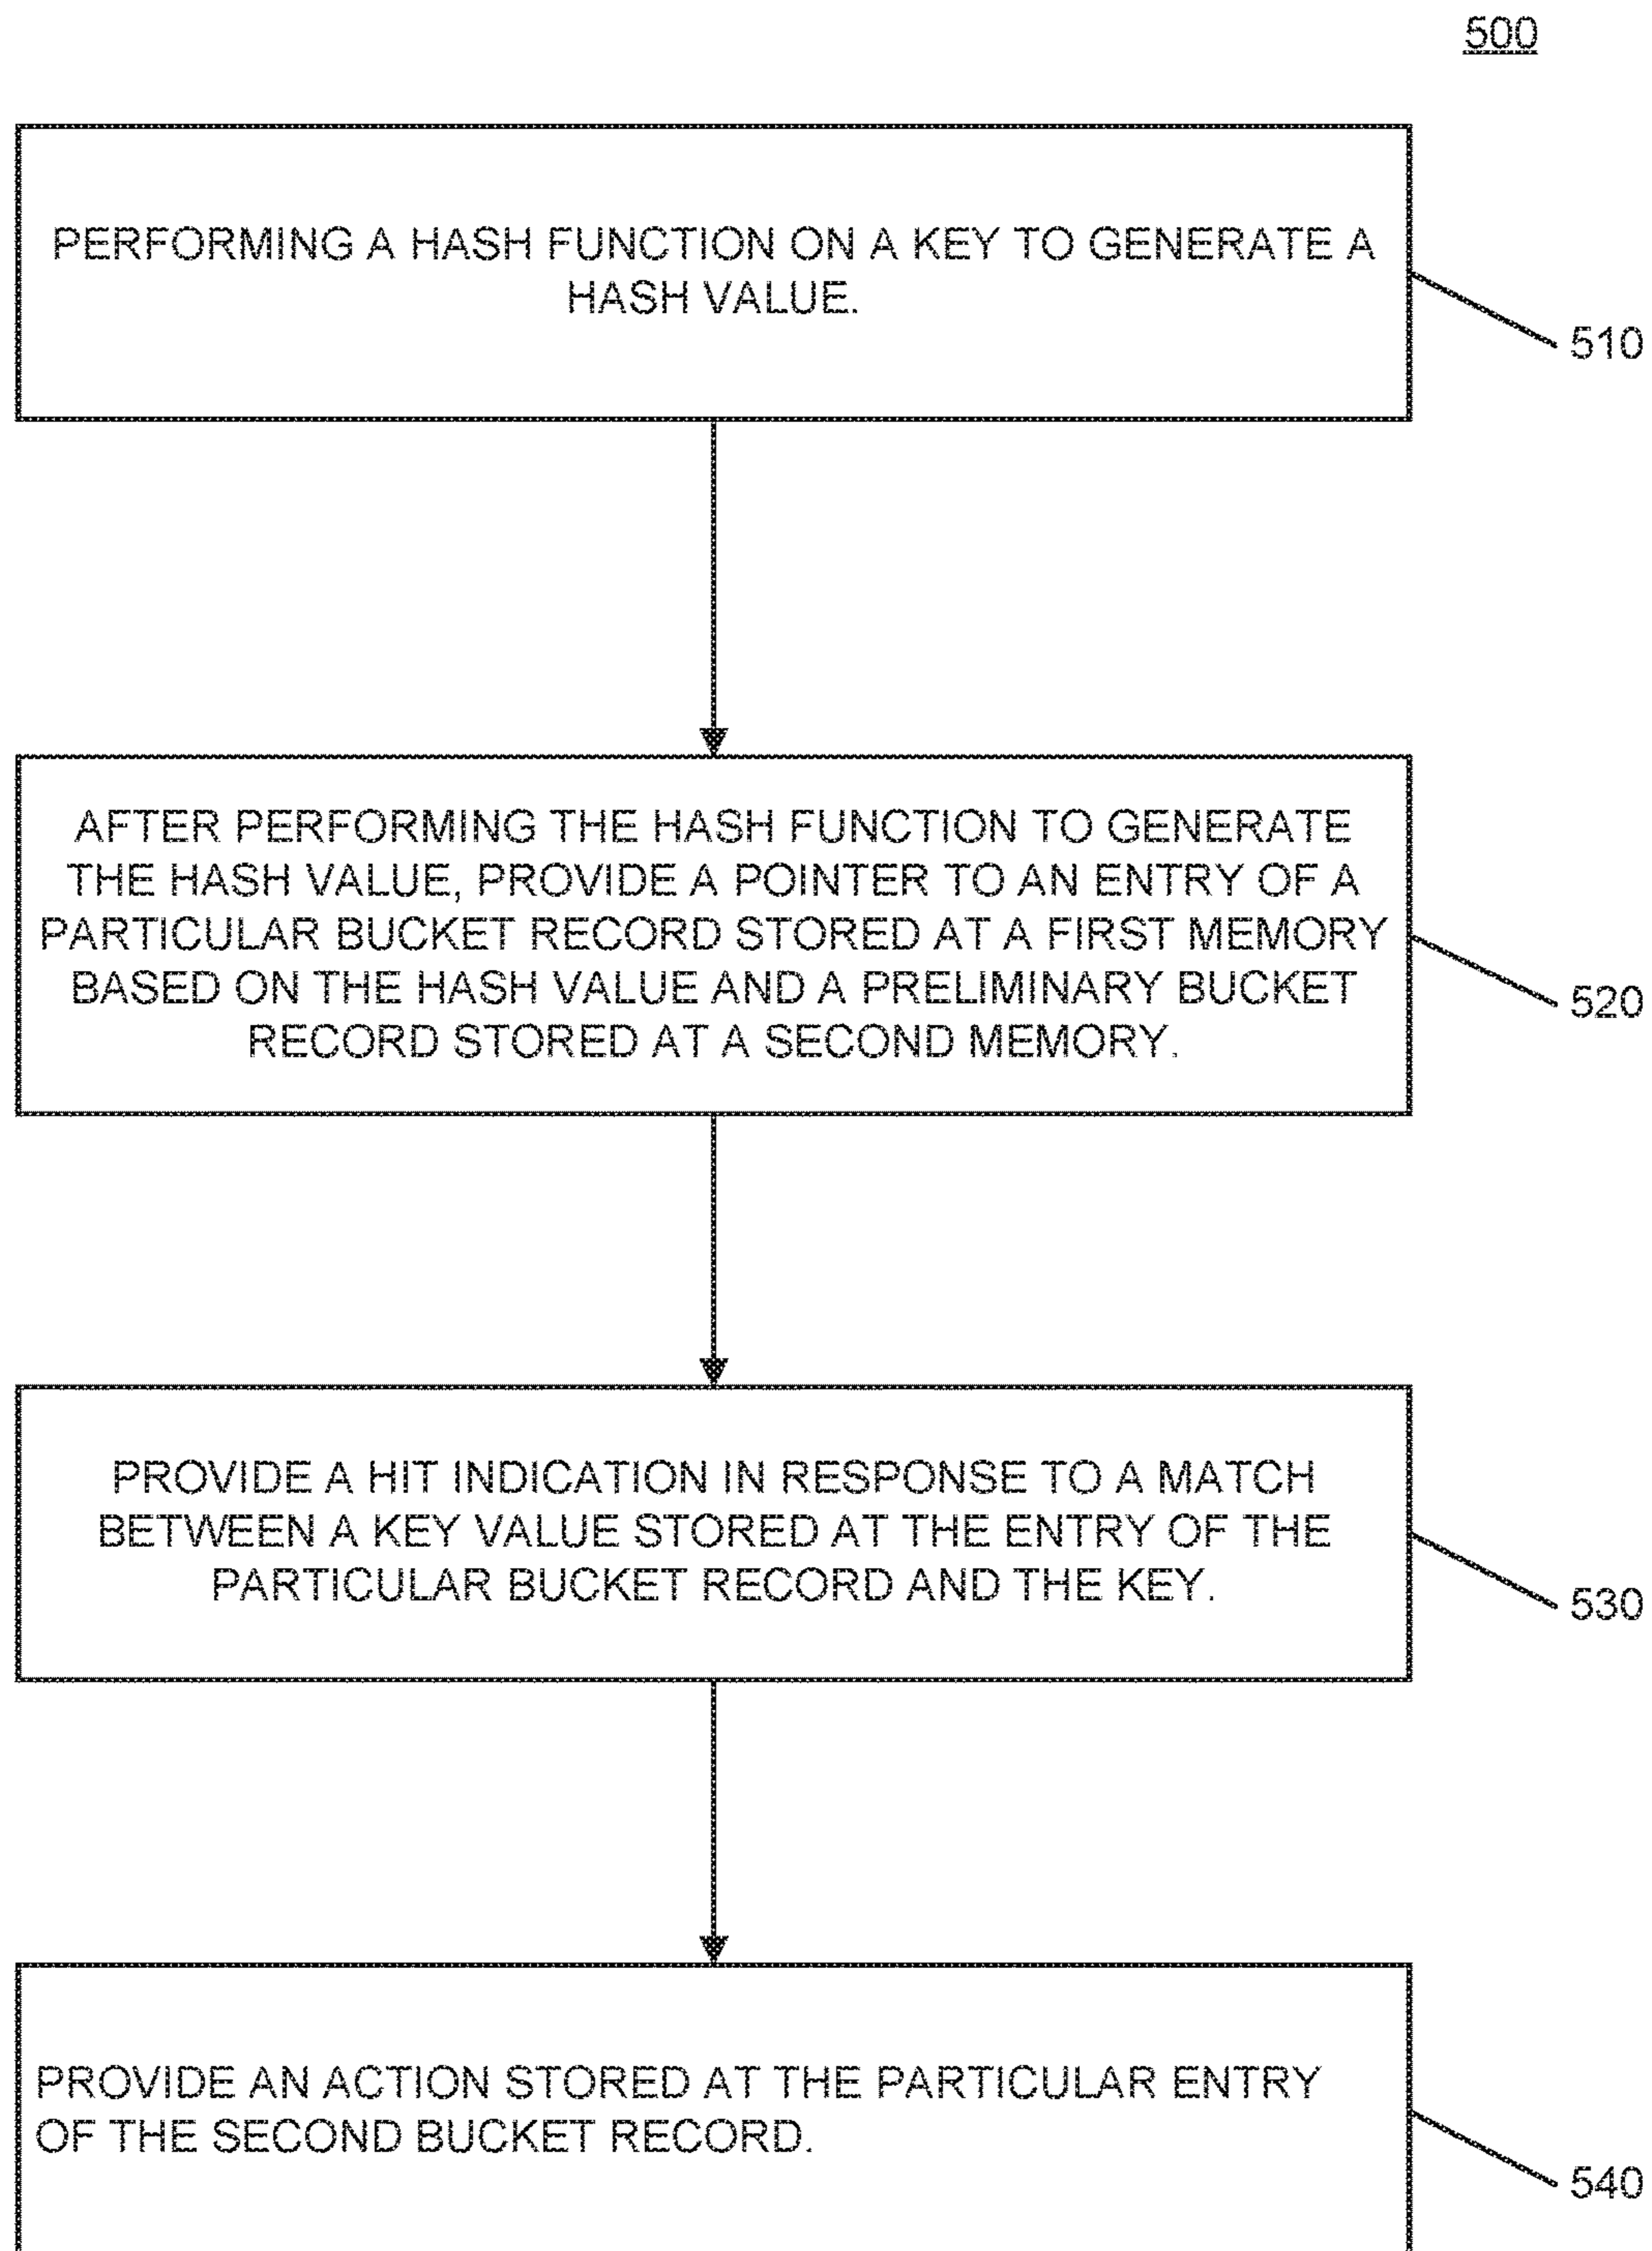 500
PERFORMING A HASH FUNCTION ON A KEY TO GENERATE A
HASH VALUE.
510
AFTER PERFORMING THE HASH FUNCTION TO GENERATE
THE HASH VALUE, PROVIDE A POINTER TO AN ENTRY OF A
PARTICULAR BUCKET RECORD STORED AT A FIRST MEMORY
BASED ON THE HASH VALUE AND A PRELIMINARY BUCKET
RECORD STORED AT A SECOND MEMORY.
520
PROVIDE A HIT INDICATION IN RESPONSE TO A MATCH
BETWEEN A KEY VALUE STORED AT THE ENTRY OF THE
PARTICULAR BUCKET RECORD AND THE KEY.
530
PROVIDE AN ACTION STORED AT THE PARTICULAR ENTRY
OF THE SECOND BUCKET RECORD.
540